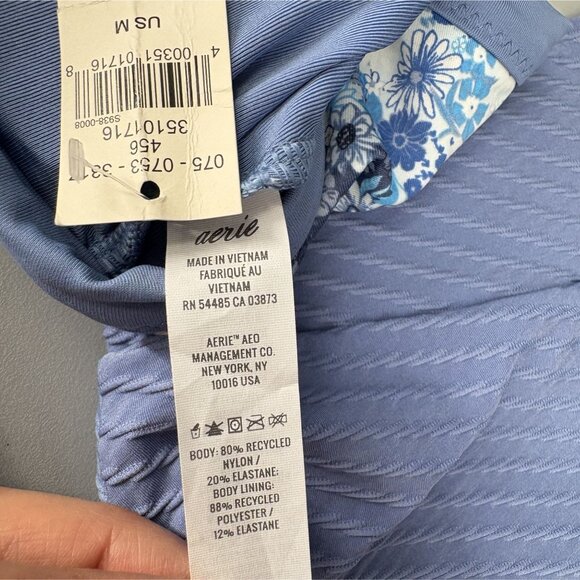 075 - 0753 -
456
35101716
S938-0008
4 00351 01716 8
US M
aerie
MADE IN VIETNAM
FABRIQUÉ AU
VIETNAM
RN 54485 CA 03873
AERIE™ AEO
MANAGEMENT CO.
NEW YORK, NY
10016 USA
BODY: 80% RECYCLED
NYLON /
20% ELASTANE;
BODY LINING:
88% RECYCLED
POLYESTER /
12% ELASTANE